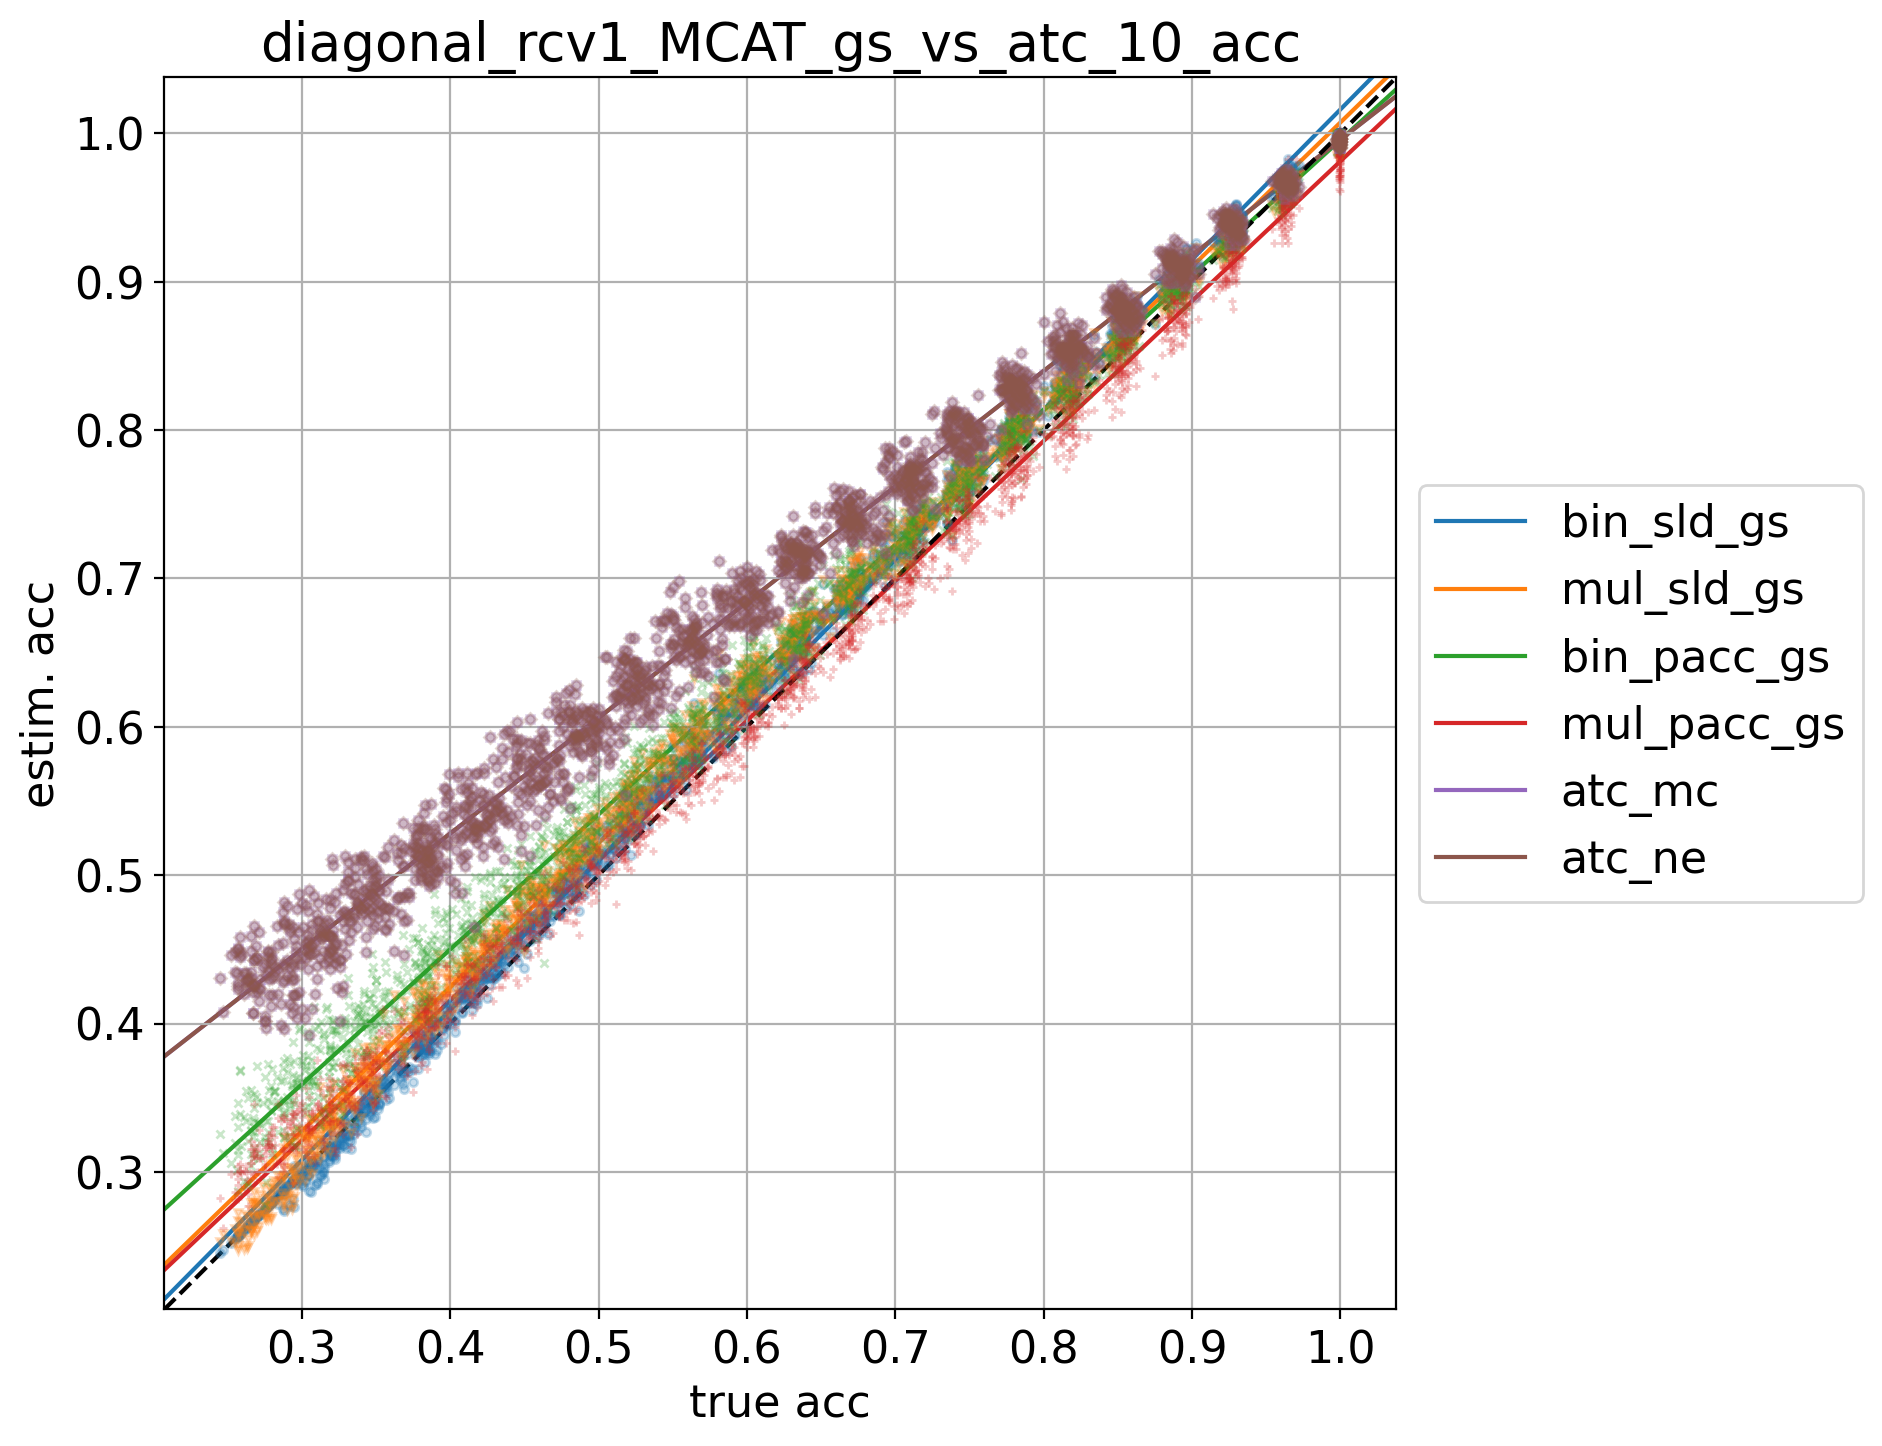 diagonal_rcv1_MCAT_gs_vs_atc_10_acc
1.0
0.9
0.8
0.7
0.6
0.5
0.4
0.3
estim. acc
0.3 0.4 0.5 0.6 0.7 0.8 0.9 1.0
true acc
bin_sld_gs
mul_sld_gs
bin_pacc_gs
mul_pacc_gs
atc_mc
atc_ne